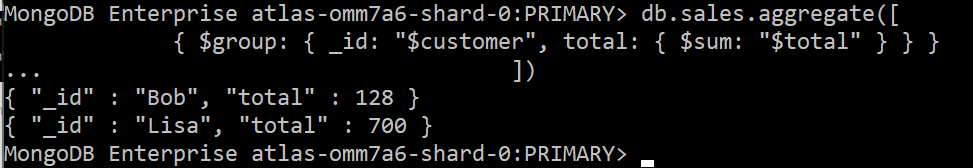 MongoDB Enterprise atlas-omm7a6-shard-0:PRIMARY> db.sales.aggregate([
{ $group: { _id: "$customer", total: { $sum: "$total" } } }
... ])
{ "_id" : "Bob", "total" : 128 }
{ "_id" : "Lisa", "total" : 700 }
MongoDB Enterprise atlas-omm7a6-shard-0:PRIMARY>